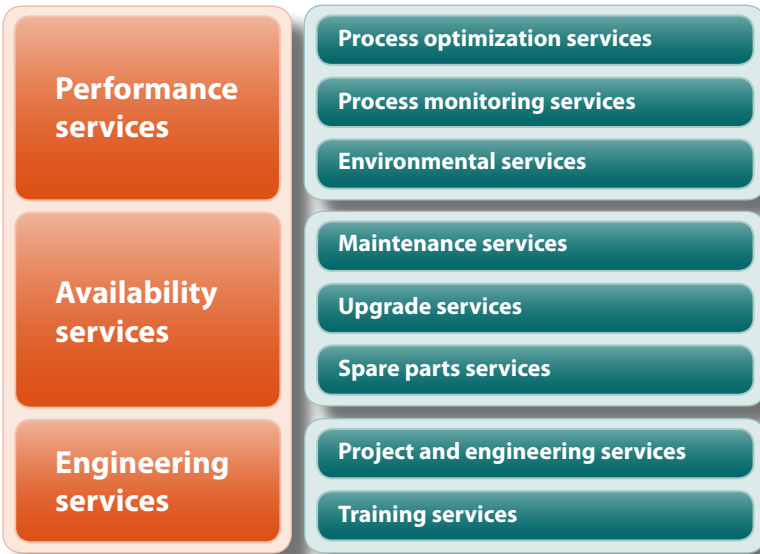 Performance
services
Process optimization services
Process monitoring services
Environmental services
Availability
services
Maintenance services
Upgrade services
Spare parts services
Engineering
services
Project and engineering services
Training services